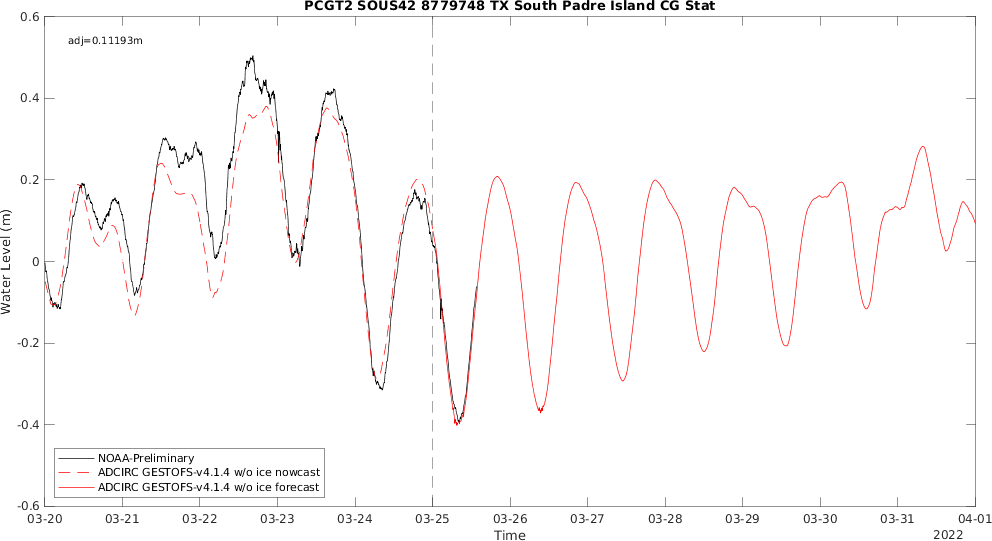 PCGT2 SOUS42 8779748 TX South Padre Island CG Stat
adj=0.11193m
0.6
0.4
0.2
0
-0.2
-0.4
-0.6
Water Level (m)
NOAA-Preliminary
ADCIRC GESTOFS-v4.1.4 w/o ice nowcast
ADCIRC GESTOFS-v4.1.4 w/o ice forecast
03-20 03-21 03-22 03-23 03-24 03-25 03-26 03-27 03-28 03-29 03-30 03-31 04-01
Time
2022